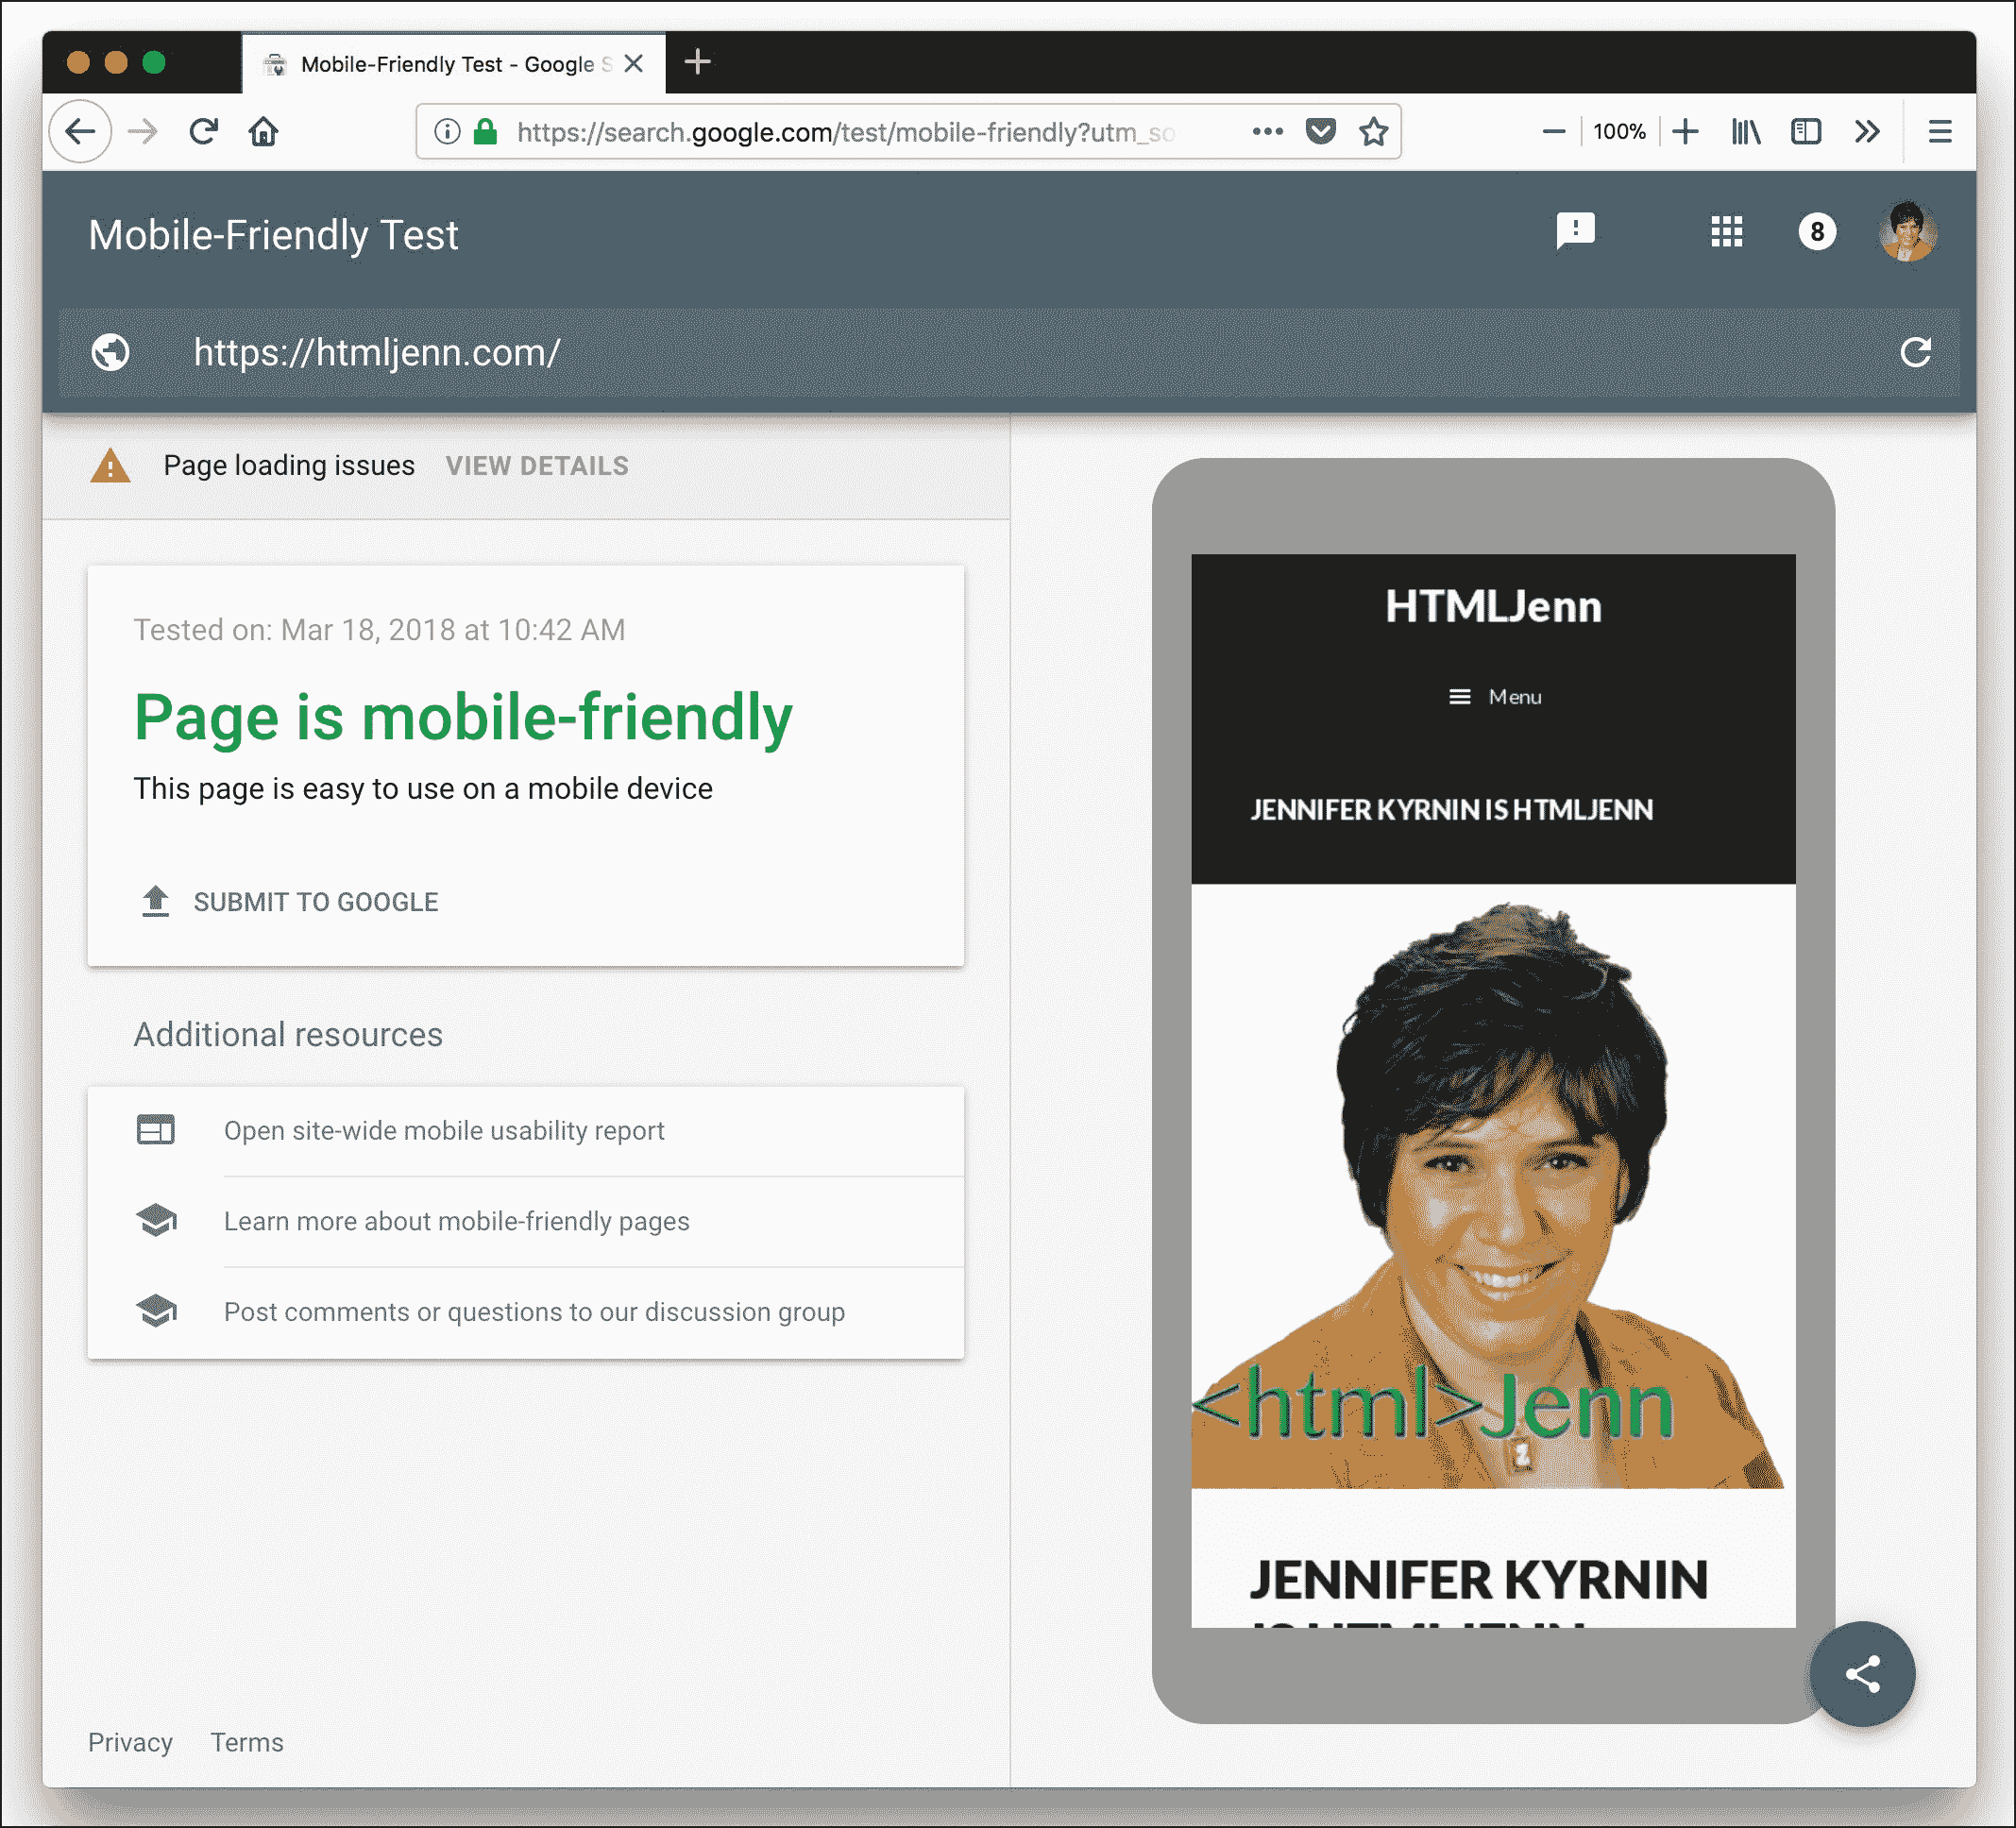 Mobile-Friendly Test - Google S
https://search.google.com/test/mobile-friendly?utm_so
100%
Mobile-Friendly Test
8
https://htmljenn.com/
Page loading issues VIEW DETAILS
Tested on: Mar 18, 2018 at 10:42 AM
Page is mobile-friendly
This page is easy to use on a mobile device
SUBMIT TO GOOGLE
Additional resources
Open site-wide mobile usability report
Learn more about mobile-friendly pages
Post comments or questions to our discussion group
Privacy Terms
HTMLJenn
Menu
JENNIFER KYRNIN IS HTMLJENN
<html>Jenn
JENNIFER KYRNIN
IS HTMLJENN